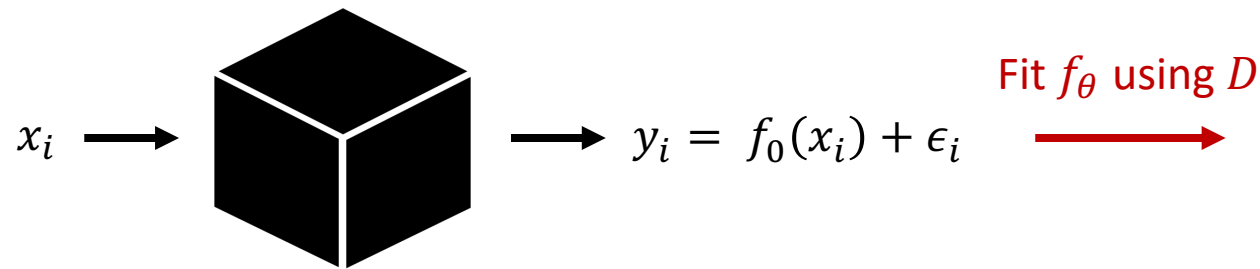 Fit f_θ using D
x_i
y_i = f_0(x_i) + ϵ_i